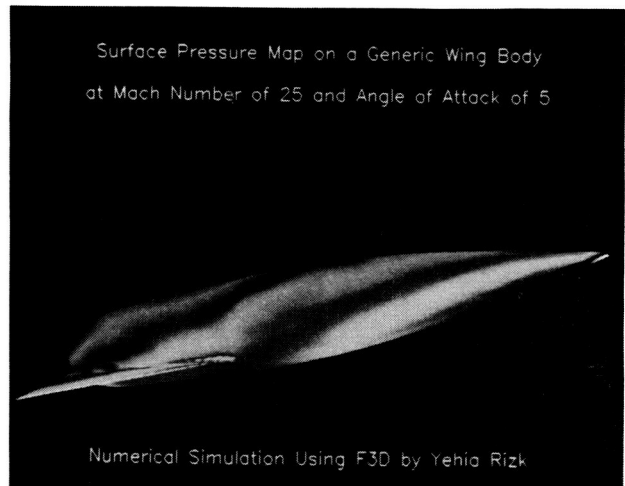 Surface Pressure Map on a Generic Wing Body
at Mach Number of 25 and Angle of Attack of 5
Numerical Simulation Using F3D by Yehia Rizk